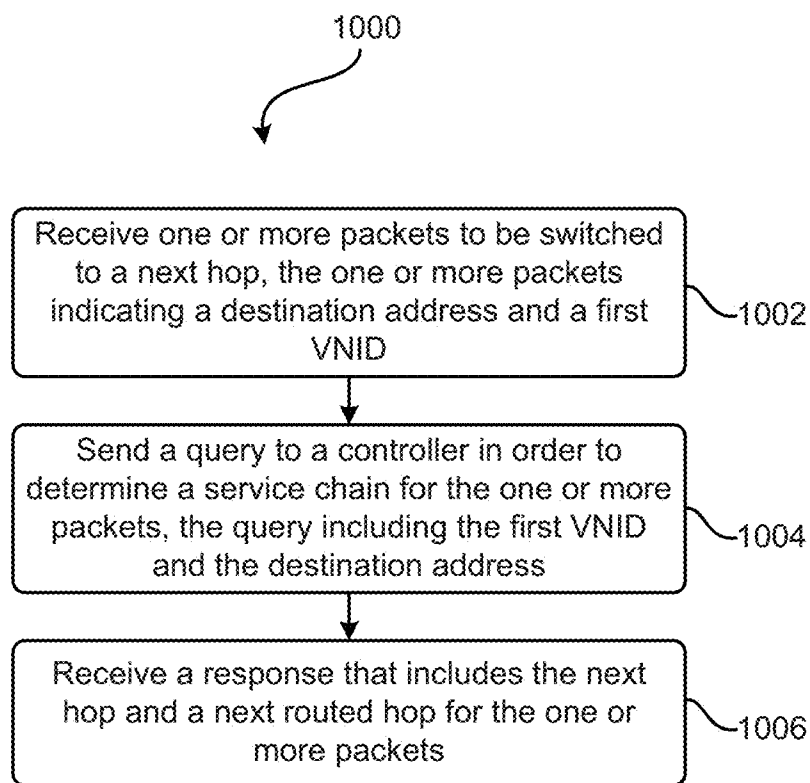 1000
Receive one or more packets to be switched
to a next hop, the one or more packets
indicating a destination address and a first
VNID
1002
Send a query to a controller in order to
determine a service chain for the one or more
packets, the query including the first VNID
and the destination address
1004
Receive a response that includes the next
hop and a next routed hop for the one or
more packets
1006